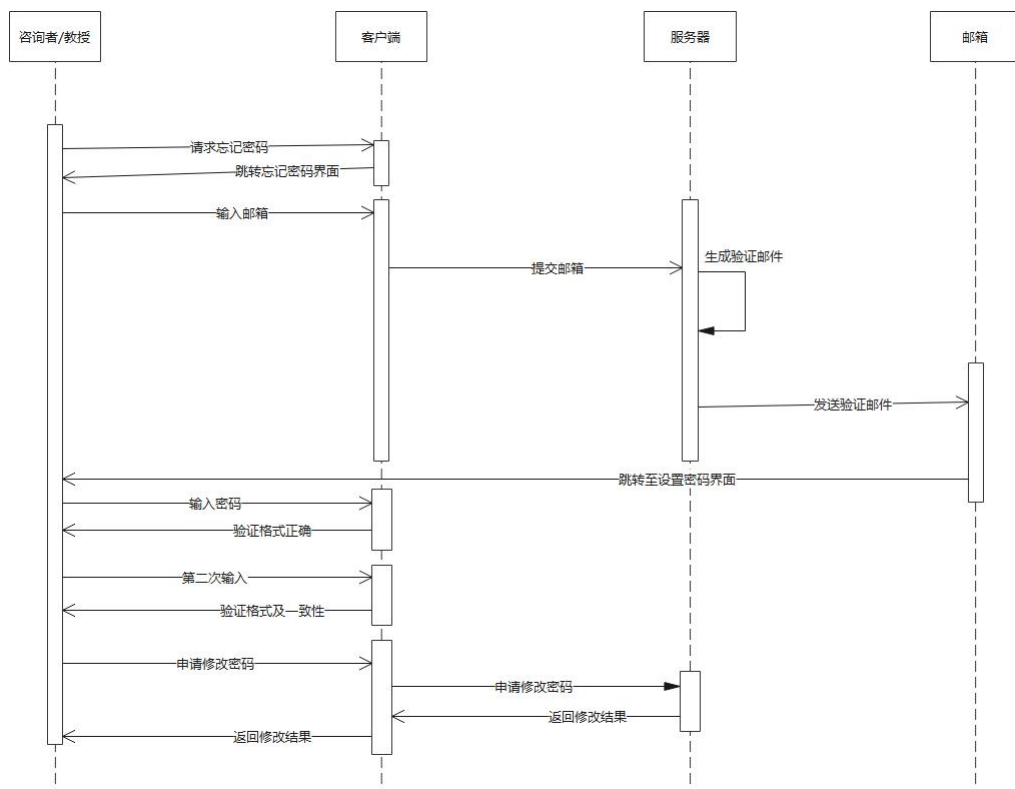 咨询者/教授
客户端
服务器
邮箱
请求忘记密码
跳转忘记密码界面
输入邮箱
生成验证邮件
提交邮箱
发送验证邮件
跳转至设置密码界面
输入密码
验证格式正确
第二次输入
验证格式及一致性
申请修改密码
申请修改密码
返回修改结果
返回修改结果